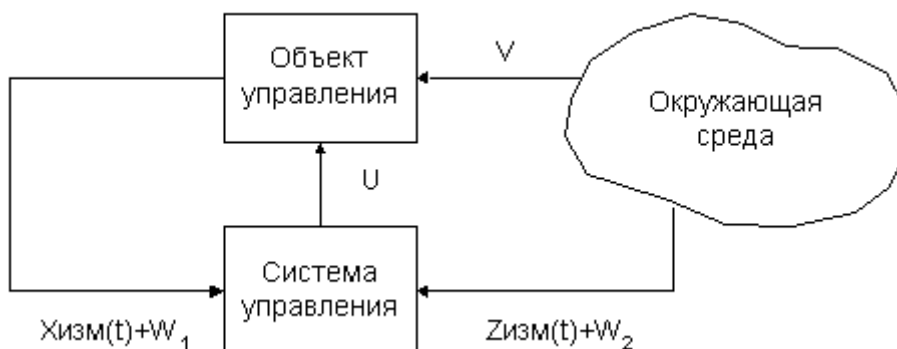 Объект
управления
V
Окружающая
среда
U
Система
управления
Xизм(t)+W₁
Zизм(t)+W₂